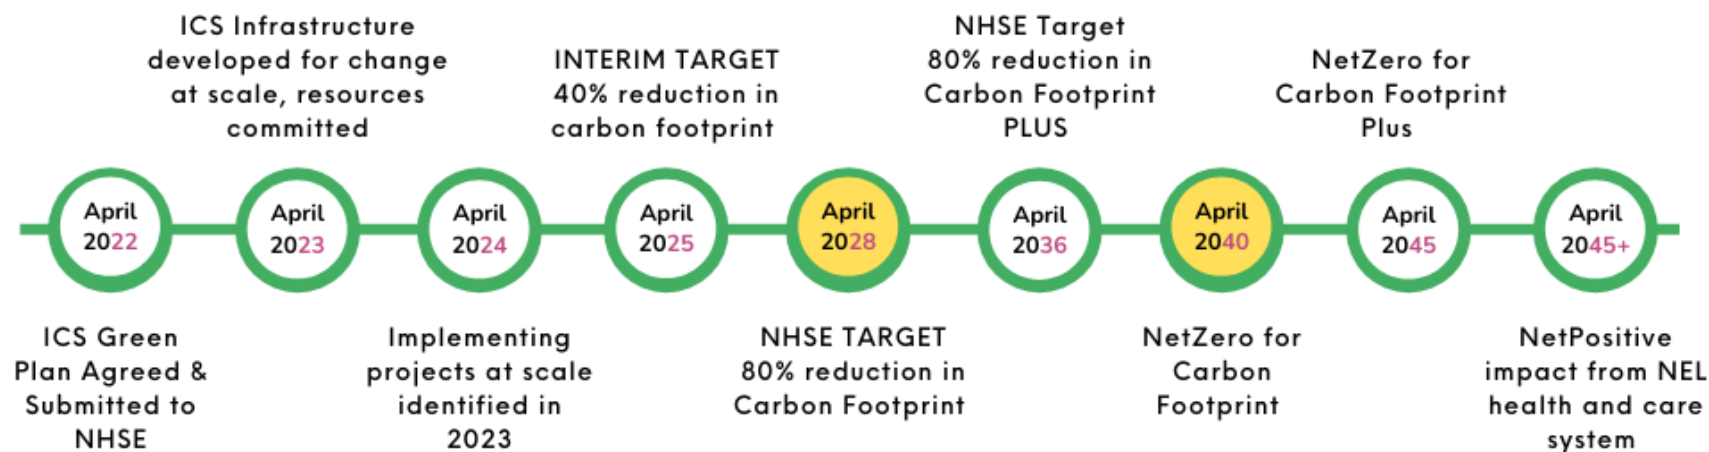 ICS Infrastructure
developed for change
at scale, resources
committed
INTERIM TARGET
40% reduction in
carbon footprint
NHSE Target
80% reduction in
Carbon Footprint
PLUS
NetZero for
Carbon Footprint
Plus
April
2022
April
2023
April
2024
April
2025
April
2028
April
2036
April
2040
April
2045
April
2045+
ICS Green
Plan Agreed &
Submitted to
NHSE
Implementing
projects at scale
identified in
2023
NHSE TARGET
80% reduction in
Carbon Footprint
NetZero for
Carbon
Footprint
NetPositive
impact from NEL
health and care
system